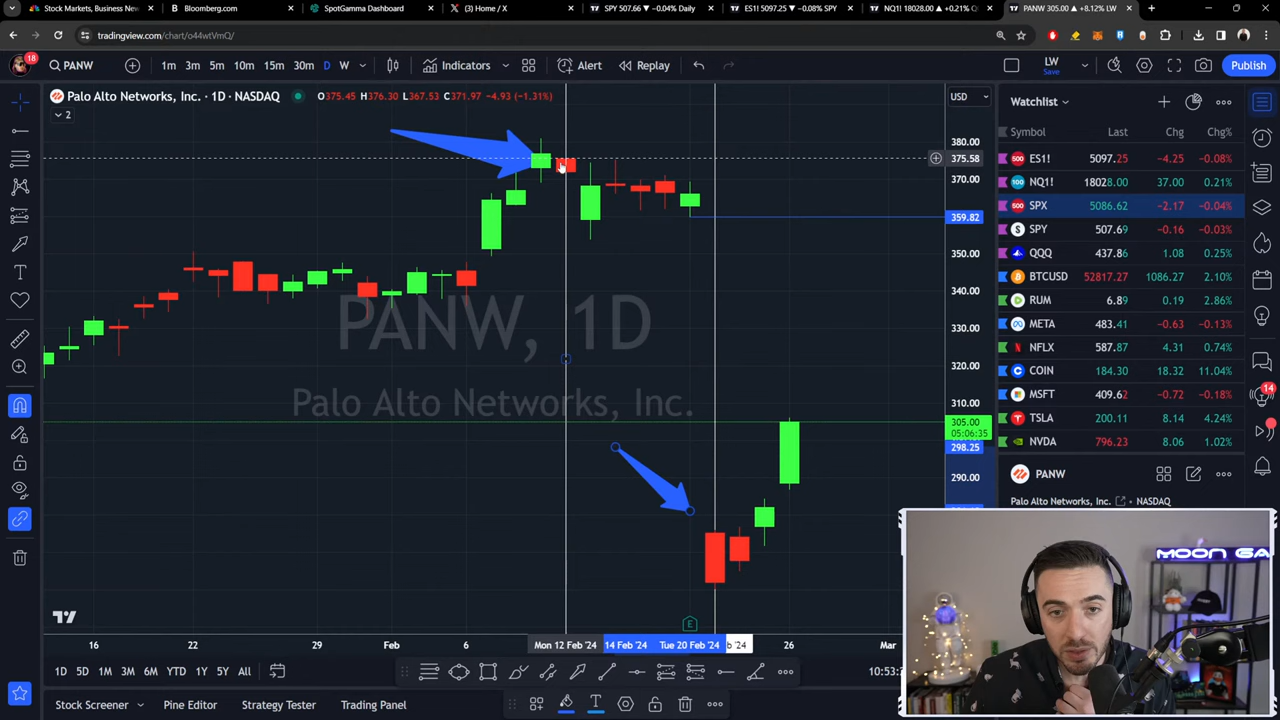 Stock Markets, Business New
Bloomberg.com
SpotGamma Dashboard
(3) Home / X
SPY 507.66 ▼ −0.04% Daily
ES1! 5097.25 ▼ −0.08% SPY
NQ1! 18028.00 ▲ +0.21% Q
PANW 305.00 ▲ +8.12% LW
tradingview.com/chart/o44wtVmQ/
18
PANW
1m 3m 5m 10m 15m 30m D W
Indicators
Alert
Replay
LW
Save
Publish
Palo Alto Networks, Inc. · 1D · NASDAQ
O375.45 H376.30 L367.53 C371.97 −4.93 (−1.31%)
2
USD
380.00
375.58
370.00
359.82
350.00
340.00
330.00
320.00
310.00
305.00
05:06:35
298.25
290.00
PANW, 1D
Palo Alto Networks, Inc.
E
16 22 29 Feb 6 Mon 12 Feb '24 14 Feb '24 Tue 20 Feb '24 b '24 26 Mar
1D 5D 1M 3M 6M YTD 1Y 5Y All
10:53:2
Stock Screener
Pine Editor
Strategy Tester
Trading Panel
Watchlist
Symbol Last Chg Chg%
ES1! 5097.25 −4.25 −0.08%
NQ1! 18028.00 37.00 0.21%
SPX 5086.62 −2.17 −0.04%
SPY 507.69 −0.16 −0.03%
QQQ 437.86 1.08 0.25%
BTCUSD 52817.27 1086.27 2.10%
RUM 6.89 0.19 2.86%
META 483.41 −0.63 −0.13%
NFLX 587.87 4.31 0.74%
COIN 184.30 18.32 11.04%
MSFT 409.62 −0.72 −0.18%
TSLA 200.11 8.14 4.24%
NVDA 796.23 8.06 1.02%
14
PANW
Palo Alto Networks, Inc.
NASDAQ
MOON GA